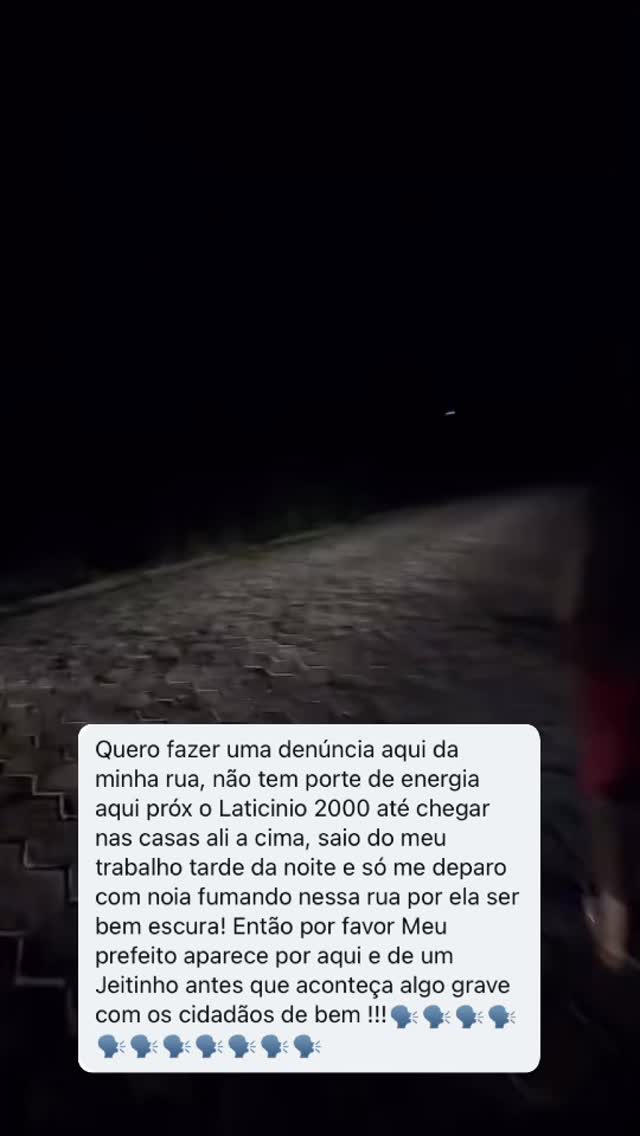 Quero fazer uma denúncia aqui da
minha rua, não tem porte de energia
aqui próx o Laticinio 2000 até chegar
nas casas ali a cima, saio do meu
trabalho tarde da noite e só me deparo
com noia fumando nessa rua por ela ser
bem escura! Então por favor Meu
prefeito aparece por aqui e de um
Jeitinho antes que aconteça algo grave
com os cidadãos de bem !!!🗣️🗣️🗣️🗣️
🗣️🗣️🗣️🗣️🗣️🗣️🗣️